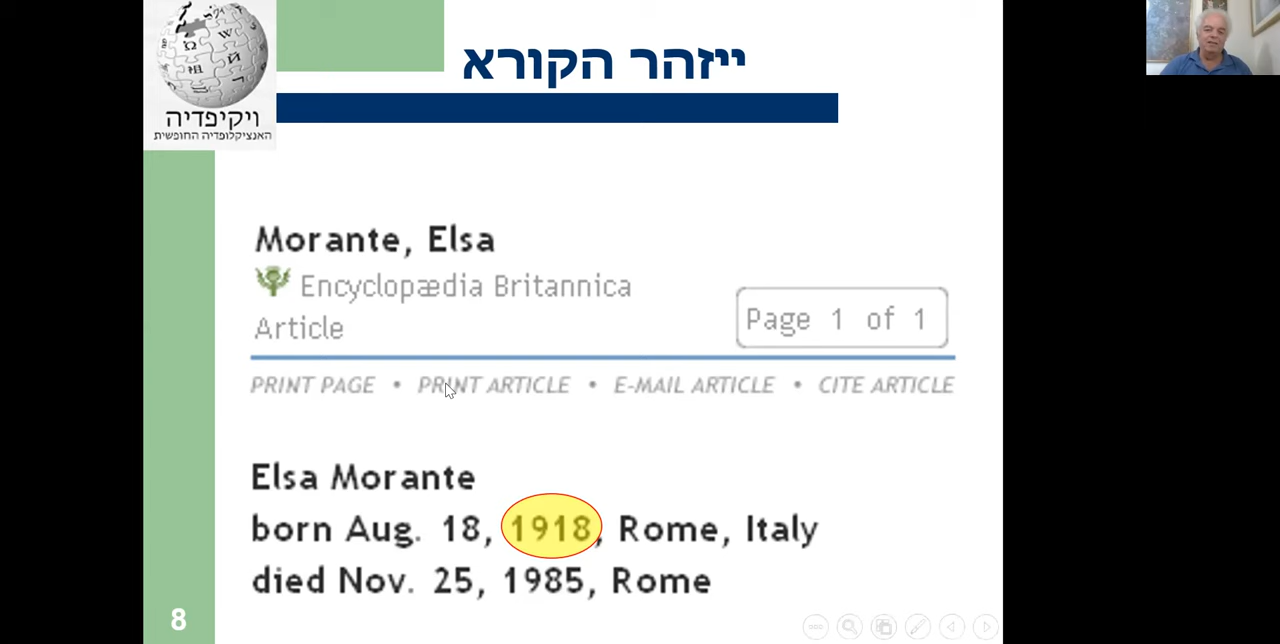 ויקיפדיה
האנציקלופדיה החופשית
ייזהר הקורא
Morante, Elsa
Encyclopædia Britannica
Article
Page 1 of 1
PRINT PAGE • PRINT ARTICLE • E-MAIL ARTICLE • CITE ARTICLE
Elsa Morante
born Aug. 18, 1918, Rome, Italy
died Nov. 25, 1985, Rome
8